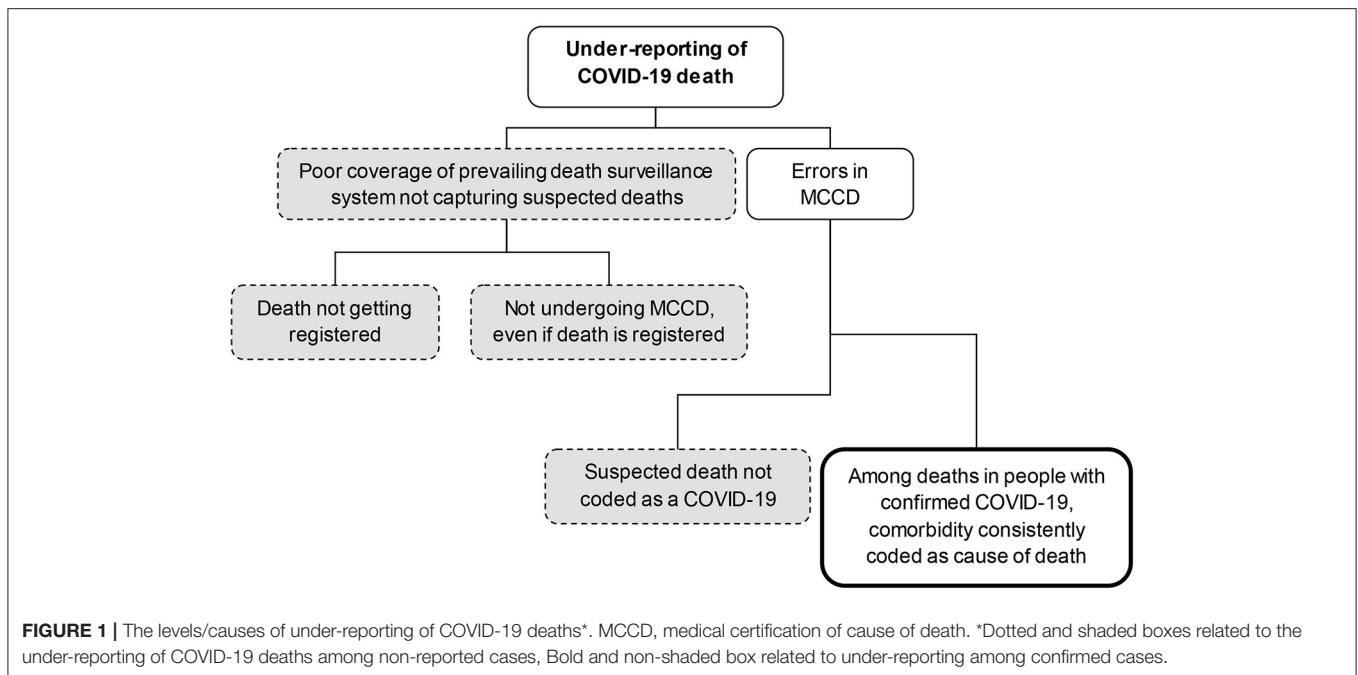 Under-reporting of
COVID-19 death
Poor coverage of prevailing death surveillance
system not capturing suspected deaths
Errors in
MCCD
Death not getting
registered
Not undergoing MCCD,
even if death is registered
Suspected death not
coded as a COVID-19
Among deaths in people with
confirmed COVID-19,
comorbidity consistently
coded as cause of death
FIGURE 1 | The levels/causes of under-reporting of COVID-19 deaths*. MCCD, medical certification of cause of death. *Dotted and shaded boxes related to the
under-reporting of COVID-19 deaths among non-reported cases, Bold and non-shaded box related to under-reporting among confirmed cases.